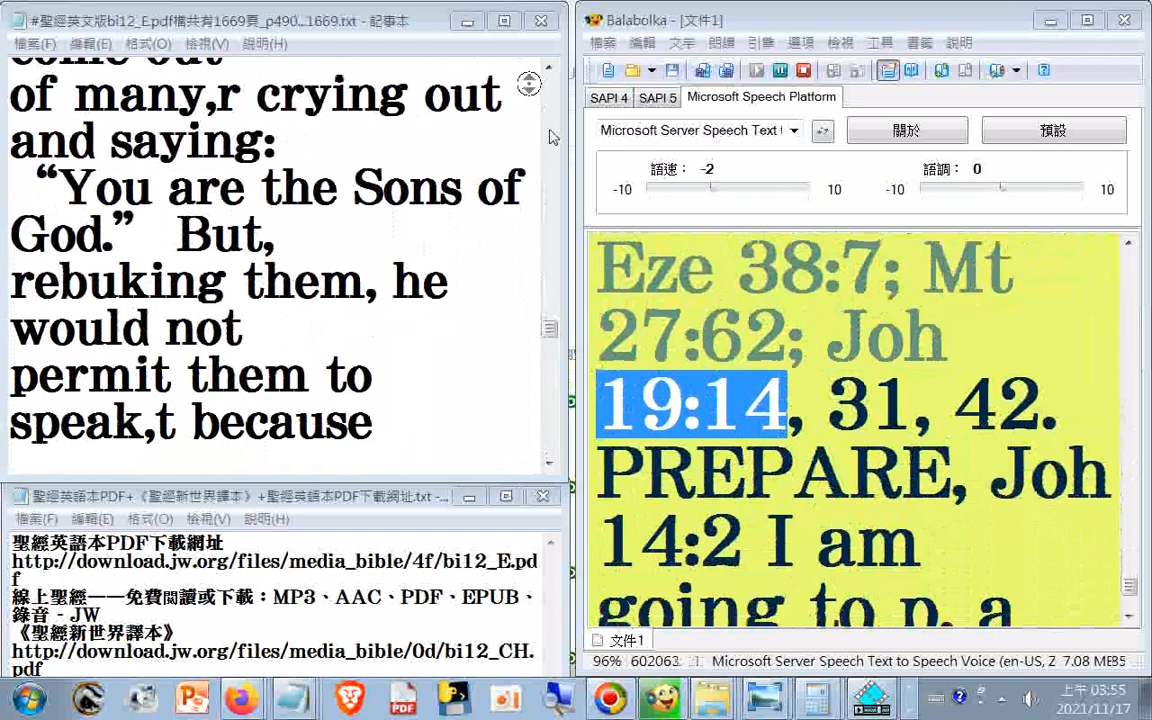 #聖經英文版bi12_E.pdf橫共有1669頁_p490...1669.txt - 記事本
檔案(F) 編輯(E) 格式(O) 檢視(V) 說明(H)
come out
of many,r crying out
and saying:
“You are the Sons of
God.” But,
rebuking them, he
would not
permit them to
speak,t because
聖經英語本PDF+《聖經新世界譯本》+聖經英語本PDF下載網址.txt -...
檔案(F) 編輯(E) 格式(O) 檢視(V) 說明(H)
聖經英語本PDF下載網址
http://download.jw.org/files/media_bible/4f/bi12_E.pd
f
線上聖經——免費閱讀或下載：MP3、AAC、PDF、EPUB、
錄音 - JW
《聖經新世界譯本》
http://download.jw.org/files/media_bible/0d/bi12_CH.
pdf
Balabolka - [文件1]
檔案 編輯 文字 朗讀 引擎 選項 檢視 工具 書籤 說明
SAPI 4 SAPI 5 Microsoft Speech Platform
Microsoft Server Speech Text
關於 預設
語速： -2 語調： 0
-10 10 -10 10
Eze 38:7; Mt
27:62; Joh
19:14, 31, 42.
PREPARE, Joh
14:2 I am
going to p. a
文件1
96% 602063 Microsoft Server Speech Text to Speech Voice (en-US, Z 7.08 MB
上午 03:55
2021/11/17